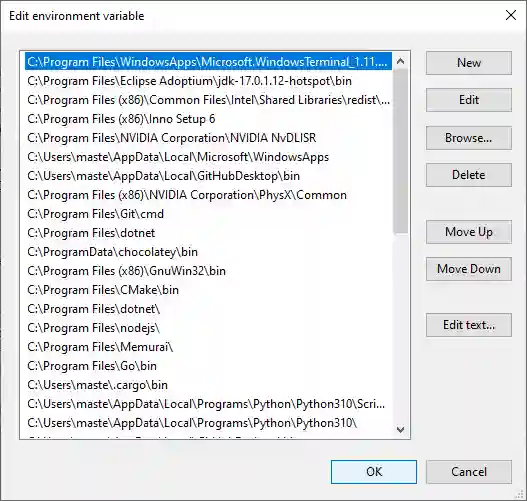 Edit environment variable
C:\Program Files\WindowsApps\Microsoft.WindowsTerminal_1.11....
C:\Program Files\Eclipse Adoptium\jdk-17.0.1.12-hotspot\bin
C:\Program Files (x86)\Common Files\Intel\Shared Libraries\redist\...
C:\Program Files (x86)\Inno Setup 6
C:\Program Files\NVIDIA Corporation\NVIDIA NvDLISR
C:\Users\maste\AppData\Local\Microsoft\WindowsApps
C:\Users\maste\AppData\Local\GitHubDesktop\bin
C:\Program Files (x86)\NVIDIA Corporation\PhysX\Common
C:\Program Files\Git\cmd
C:\Program Files\dotnet
C:\ProgramData\chocolatey\bin
C:\Program Files (x86)\GnuWin32\bin
C:\Program Files\CMake\bin
C:\Program Files\dotnet\
C:\Program Files\nodejs\
C:\Program Files\Memurai\
C:\Program Files\Go\bin
C:\Users\maste\.cargo\bin
C:\Users\maste\AppData\Local\Programs\Python\Python310\Scri...
C:\Users\maste\AppData\Local\Programs\Python\Python310\
New
Edit
Browse...
Delete
Move Up
Move Down
Edit text...
OK
Cancel